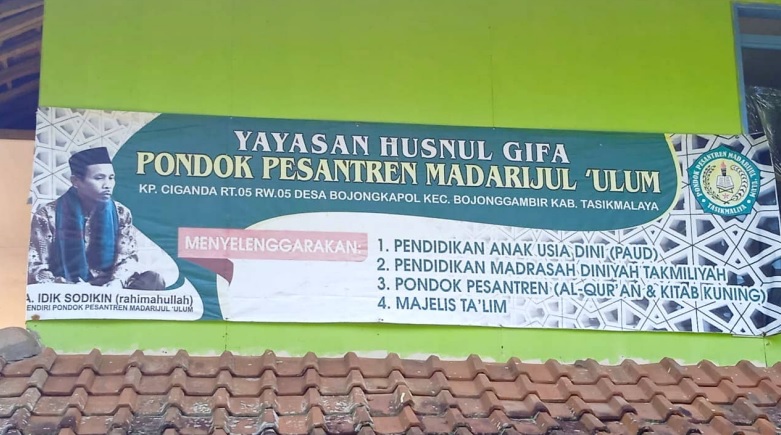 YAYASAN HUSNUL GIFA
PONDOK PESANTREN MADARIJUL 'ULUM
KP. CIGANDA RT.05 RW.05 DESA BOJONGKAPOL KEC. BOJONGGAMBIR KAB. TASIKMALAYA
PONDOK PESANTREN MADARIJUL 'ULUM
TASIKMALAYA
MENYELENGGARAKAN:
1. PENDIDIKAN ANAK USIA DINI (PAUD)
2. PENDIDIKAN MADRASAH DINIYAH TAKMILIYAH
3. PONDOK PESANTREN (AL-QUR'AN & KITAB KUNING)
4. MAJELIS TA'LIM
A. IDIK SODIKIN (rahimahullah)
PONDOK PESANTREN MADARIJUL 'ULUM